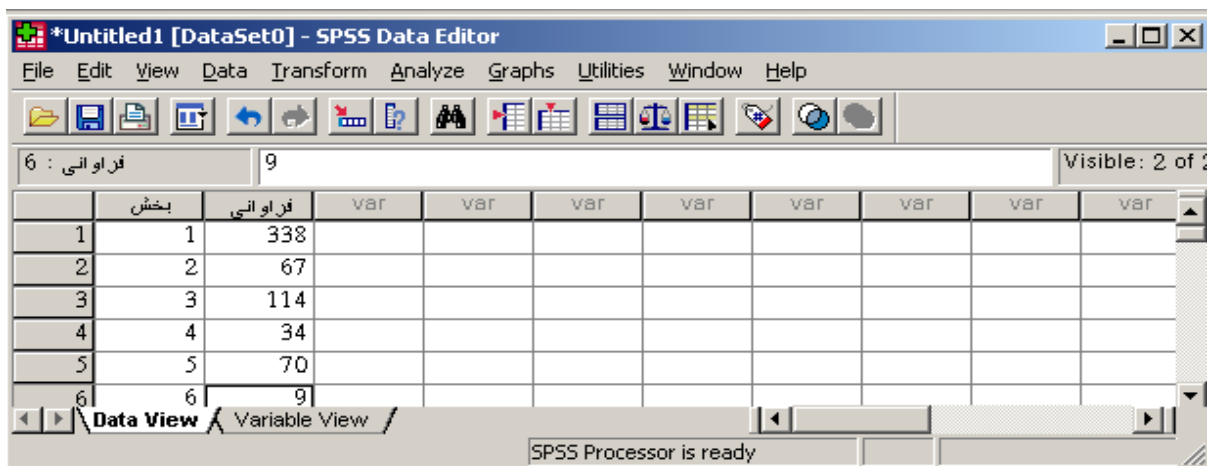 *Untitled1 [DataSet0] - SPSS Data Editor
File Edit View Data Transform Analyze Graphs Utilities Window Help
6 : فراوانی 9 Visible: 2 of 2
بخش فراوانی var var var var var var var var
1 1 338
2 2 67
3 3 114
4 4 34
5 5 70
6 6 9
Data View Variable View
SPSS Processor is ready